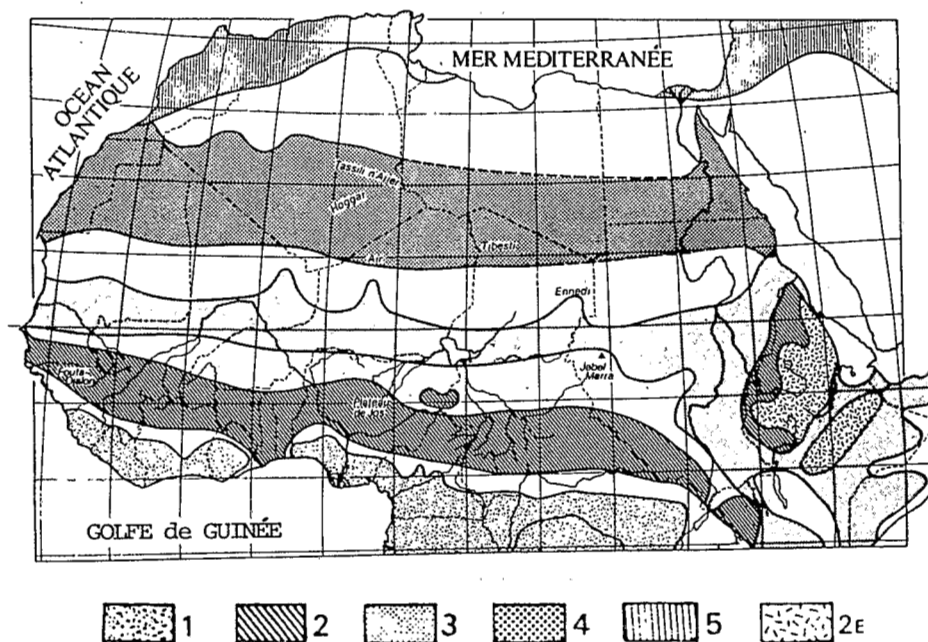 MER MEDITERRANÉE
OCEAN
ATLANTIQUE
Tassili n'Ajjer
Hoggar
Aïr
Tibesti
Ennedi
Fouta-
Djalon
Plateau
de Jos
Jebel
Marra
GOLFE de GUINÉE
1 2 3 4 5 2E